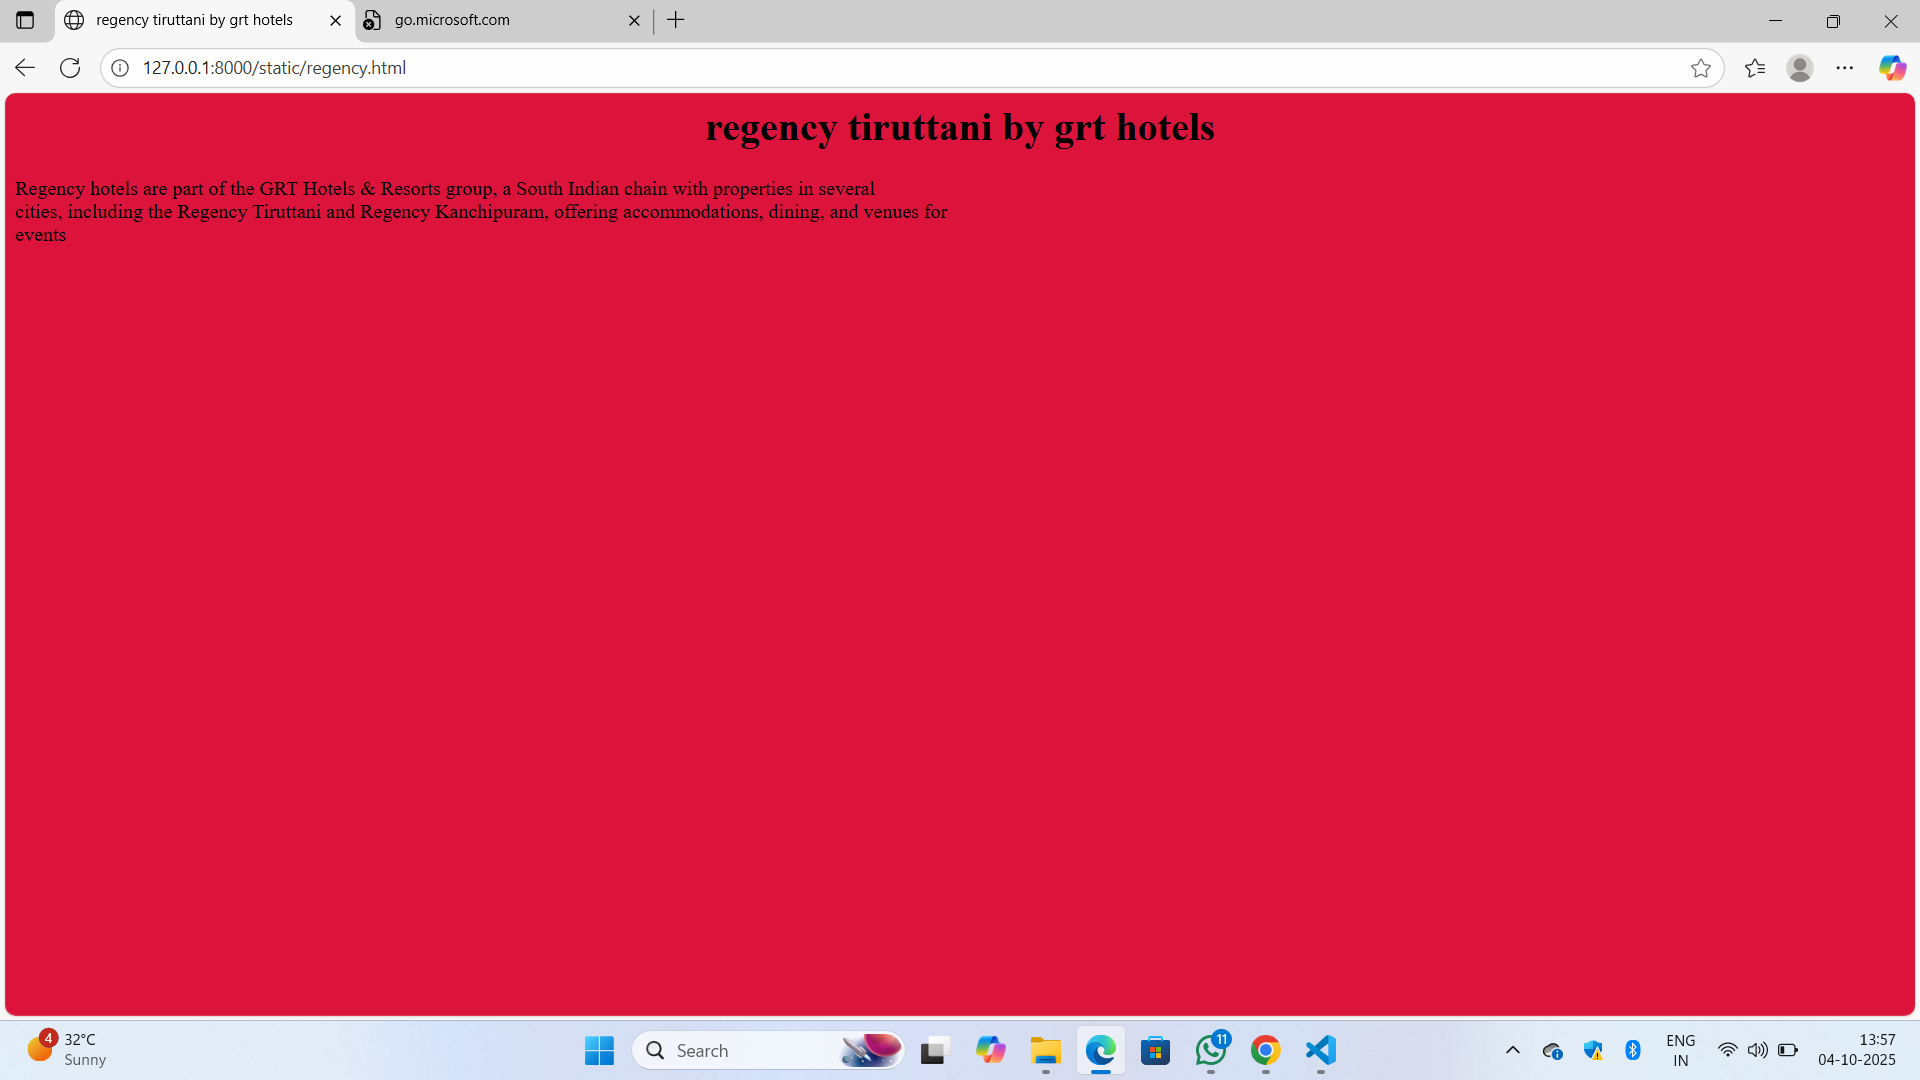 regency tiruttani by grt hotels
go.microsoft.com
127.0.0.1:8000/static/regency.html
regency tiruttani by grt hotels
Regency hotels are part of the GRT Hotels & Resorts group, a South Indian chain with properties in several
cities, including the Regency Tiruttani and Regency Kanchipuram, offering accommodations, dining, and venues for
events
4
32°C
Sunny
Search
11
ENG
IN
13:57
04-10-2025